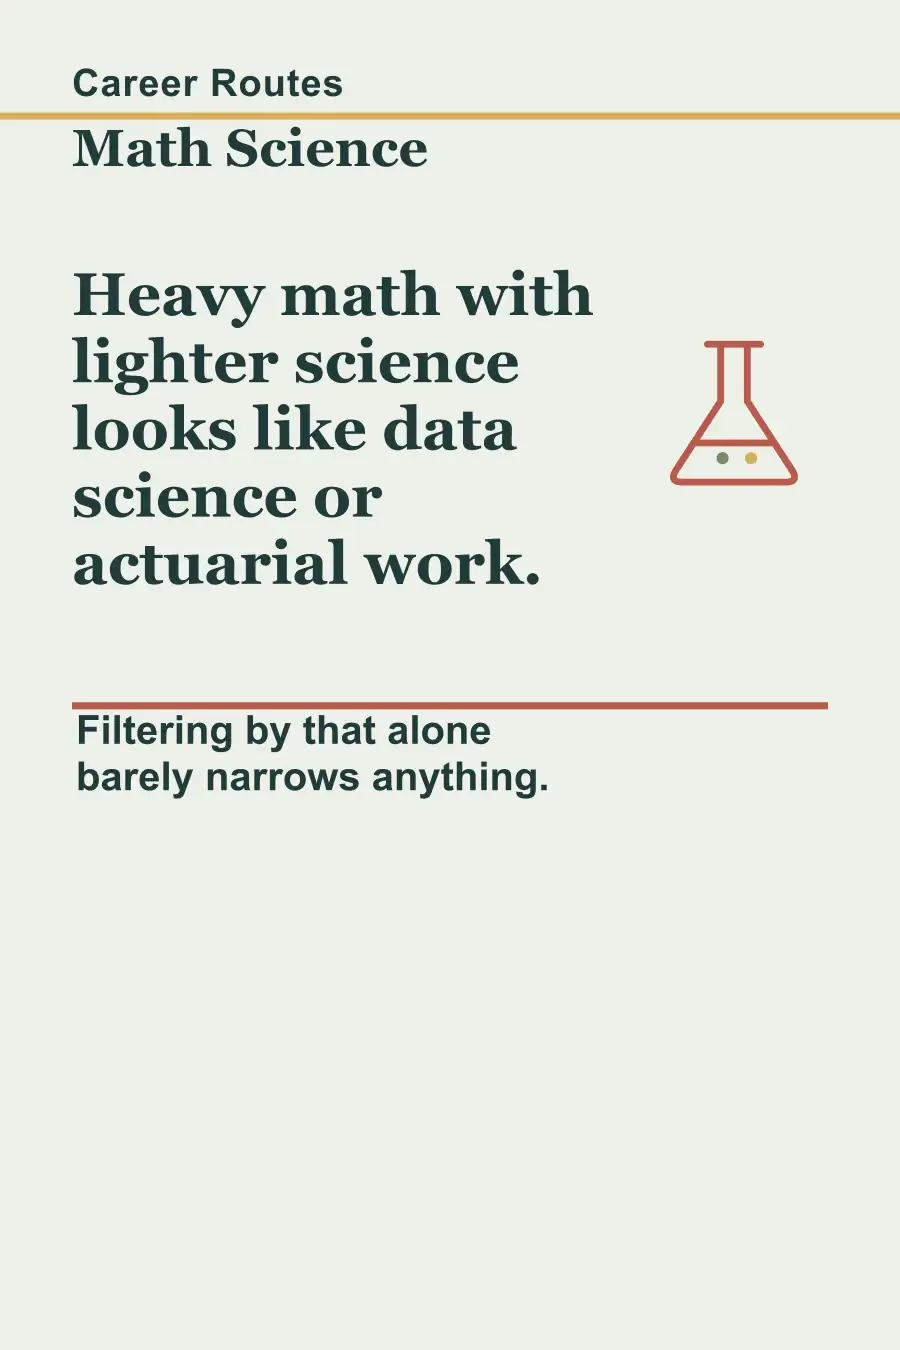 Career Routes
Math Science
Heavy math with
lighter science
looks like data
science or
actuarial work.
Filtering by that alone
barely narrows anything.